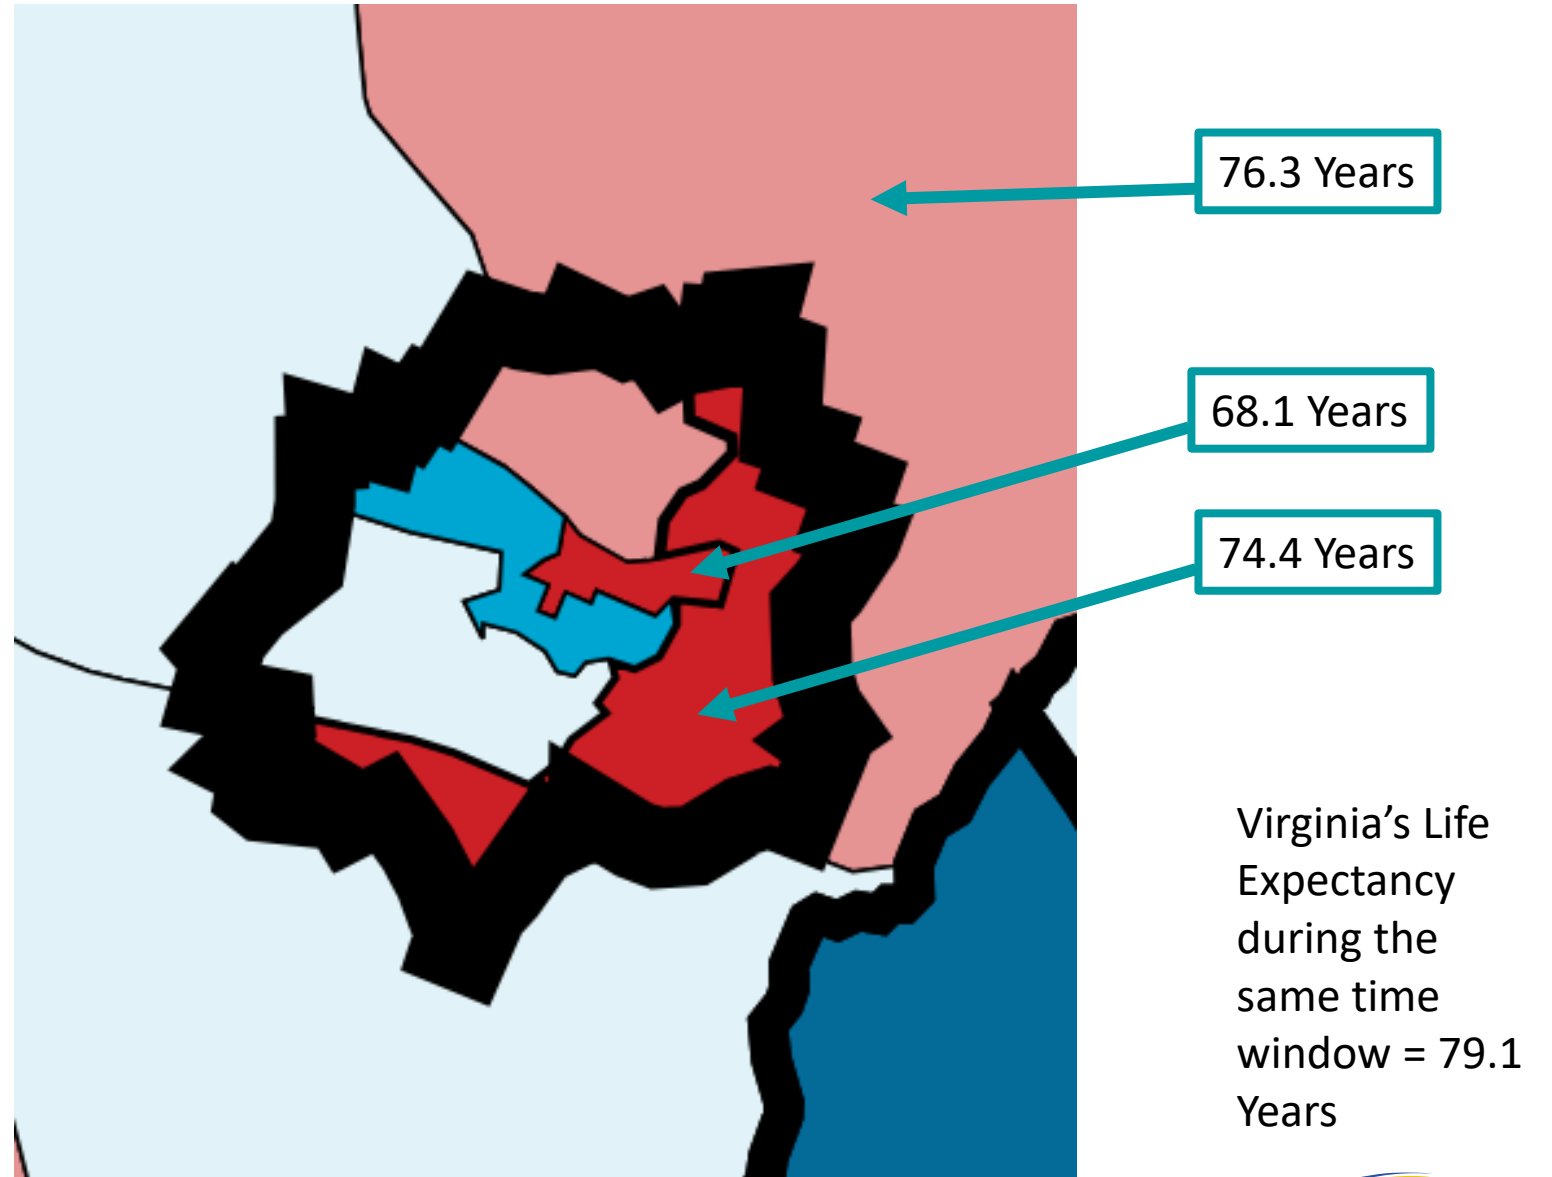 76.3 Years
68.1 Years
74.4 Years
Virginia’s Life
Expectancy
during the
same time
window = 79.1
Years